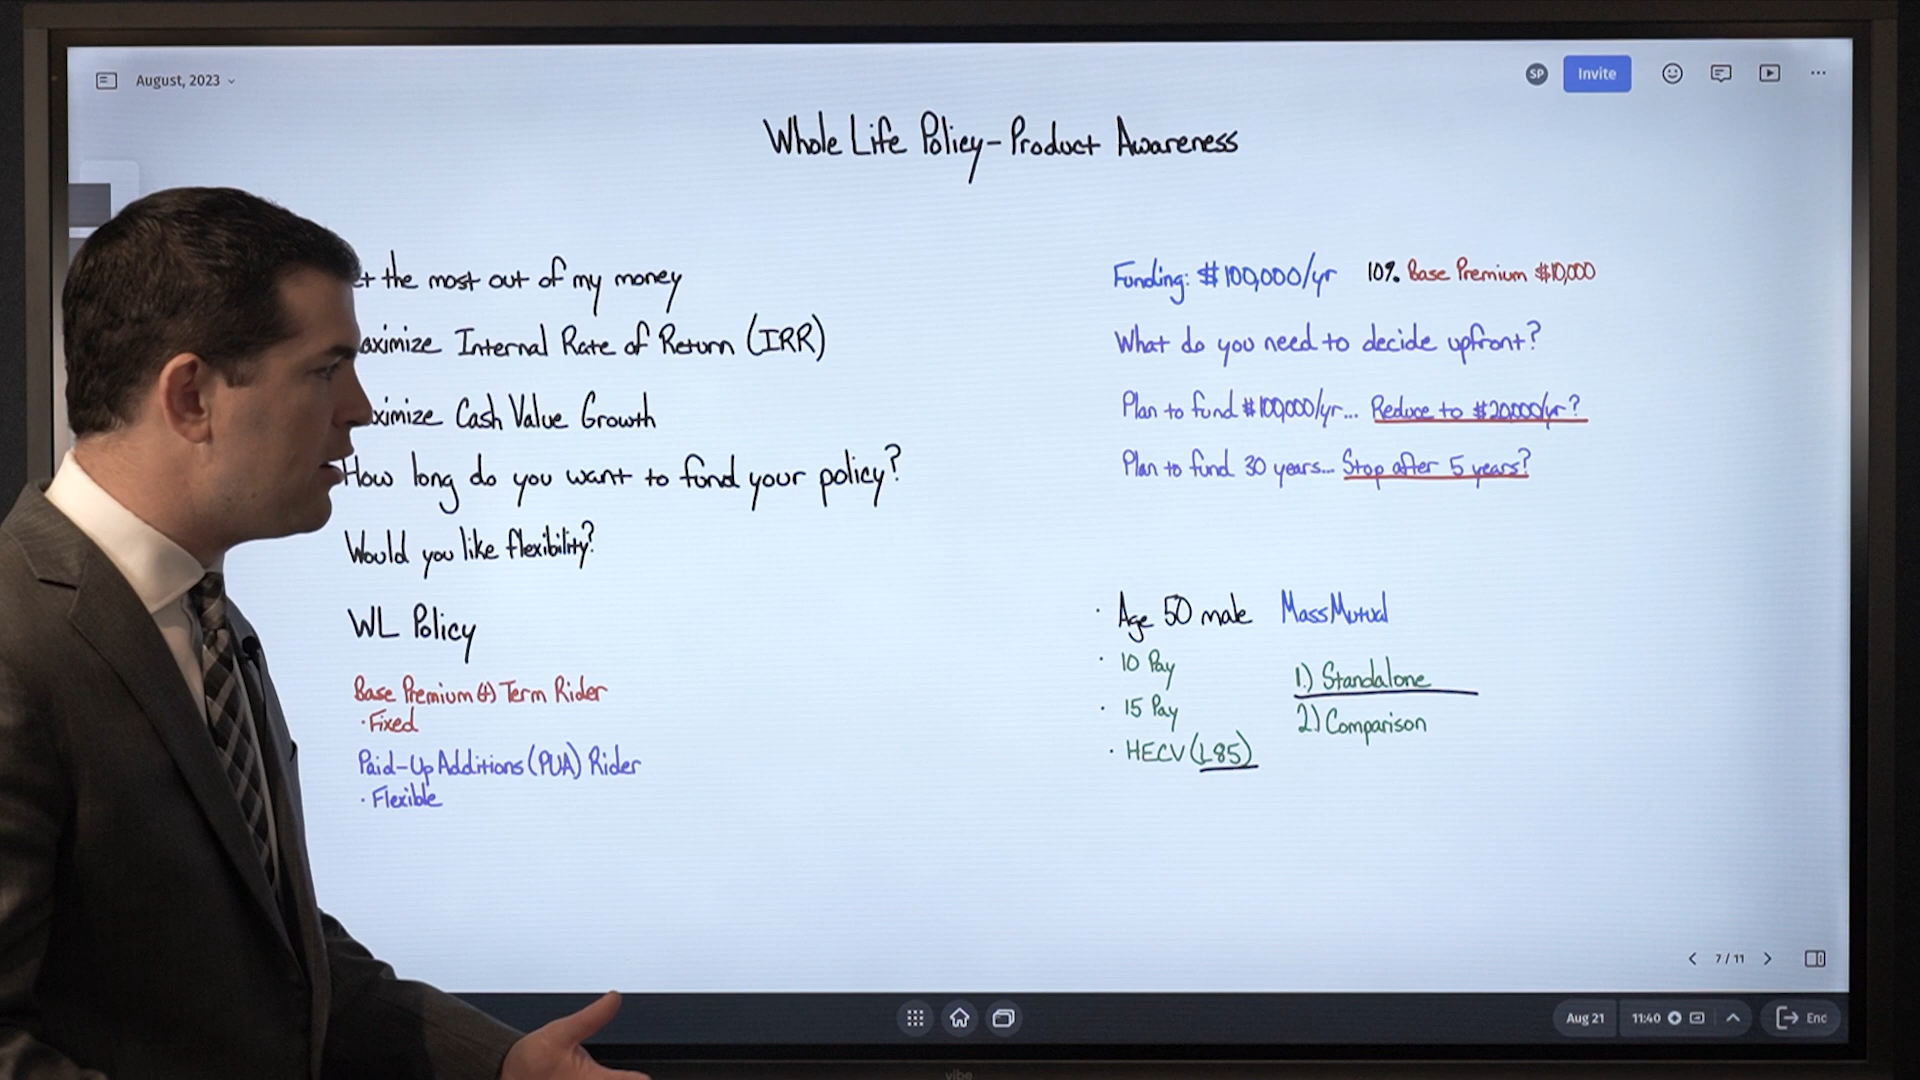 August, 2023
SP
Invite
Whole Life Policy - Product Awareness
the most out of my money
Maximize Internal Rate of Return (IRR)
Maximize Cash Value Growth
How long do you want to fund your policy?
Would you like flexibility?
WL Policy
Base Premium (+) Term Rider
· Fixed
Paid-Up Additions (PUA) Rider
· Flexible
Funding: $100,000/yr 10% Base Premium $10,000
What do you need to decide upfront?
Plan to fund $100,000/yr... Reduce to $20,000/yr?
Plan to fund 30 years... Stop after 5 years?
· Age 50 male MassMutual
· 10 Pay
· 15 Pay
· HECV (L85)
1.) Standalone
2.) Comparison
7 / 11
Aug 21
11:40
End
vibe